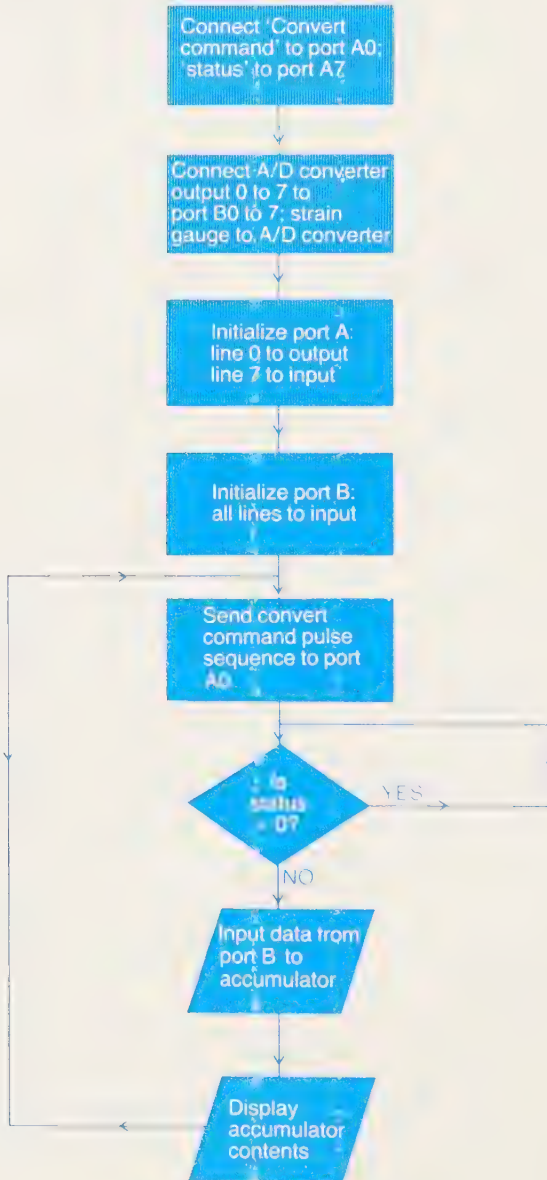 Connect 'Convert
command' to port A0;
'status' to port A7
Connect A/D converter
output 0 to 7 to
port B0 to 7; strain
gauge to A/D converter
Initialize port A:
line 0 to output
line 7 to input
Initialize port B:
all lines to input
Send convert
command pulse
sequence to port
A0
Is
status
= 0?
YES
NO
Input data from
port B to
accumulator
Display
accumulator
contents